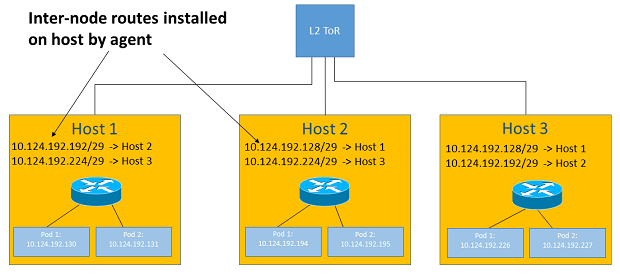 Inter-node routes installed
on host by agent
L2 ToR
Host 1
10.124.192.192/29 -> Host 2
10.124.192.224/29 -> Host 3
Pod 1:
10.124.192.130
Pod 2:
10.124.192.131
Host 2
10.124.192.128/29 -> Host 1
10.124.192.224/29 -> Host 3
Pod 1:
10.124.192.194
Pod 2:
10.124.192.195
Host 3
10.124.192.128/29 -> Host 1
10.124.192.192/29 -> Host 2
Pod 1:
10.124.192.226
Pod 2:
10.124.192.227